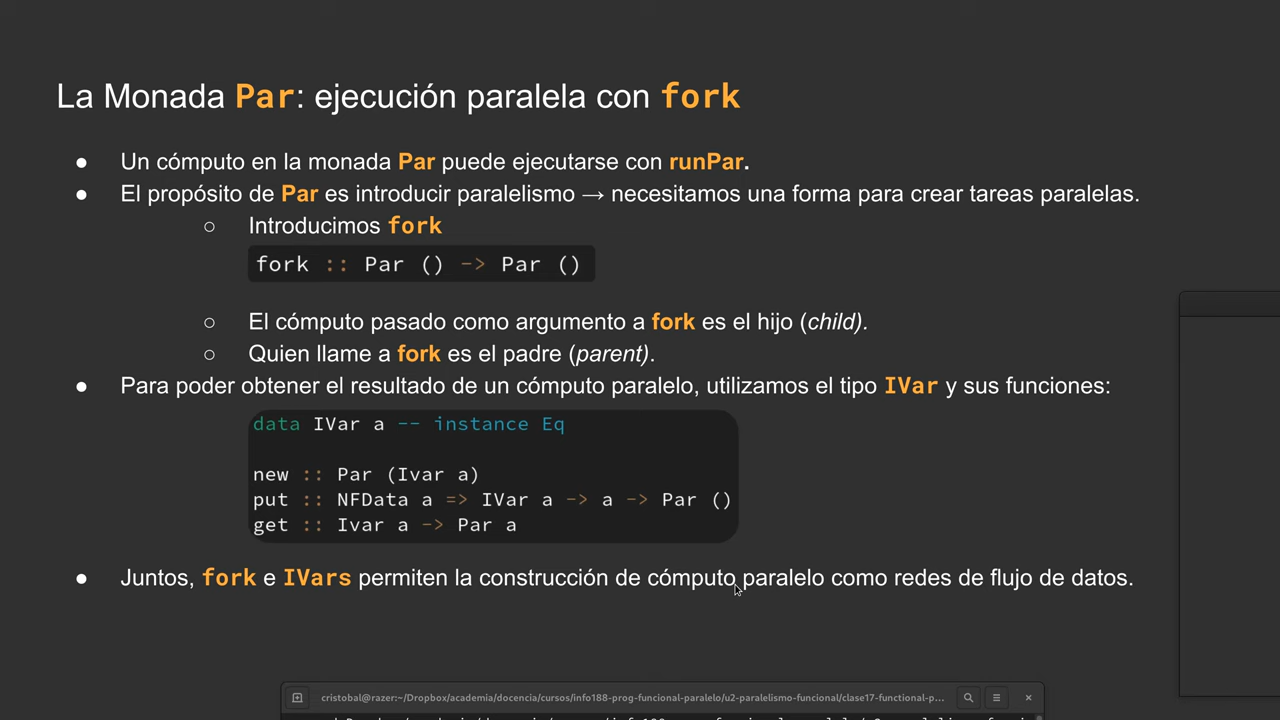 La Monada Par: ejecución paralela con fork
● Un cómputo en la monada Par puede ejecutarse con runPar.
● El propósito de Par es introducir paralelismo → necesitamos una forma para crear tareas paralelas.
○ Introducimos fork
fork :: Par () -> Par ()
○ El cómputo pasado como argumento a fork es el hijo (child).
○ Quien llame a fork es el padre (parent).
● Para poder obtener el resultado de un cómputo paralelo, utilizamos el tipo IVar y sus funciones:
data IVar a -- instance Eq
new :: Par (Ivar a)
put :: NFData a => IVar a -> a -> Par ()
get :: Ivar a -> Par a
● Juntos, fork e IVars permiten la construcción de cómputo paralelo como redes de flujo de datos.
cristobal@razer:~/Dropbox/academia/docencia/cursos/info188-prog-funcional-paralelo/u2-paralelismo-funcional/clase17-functional-p...